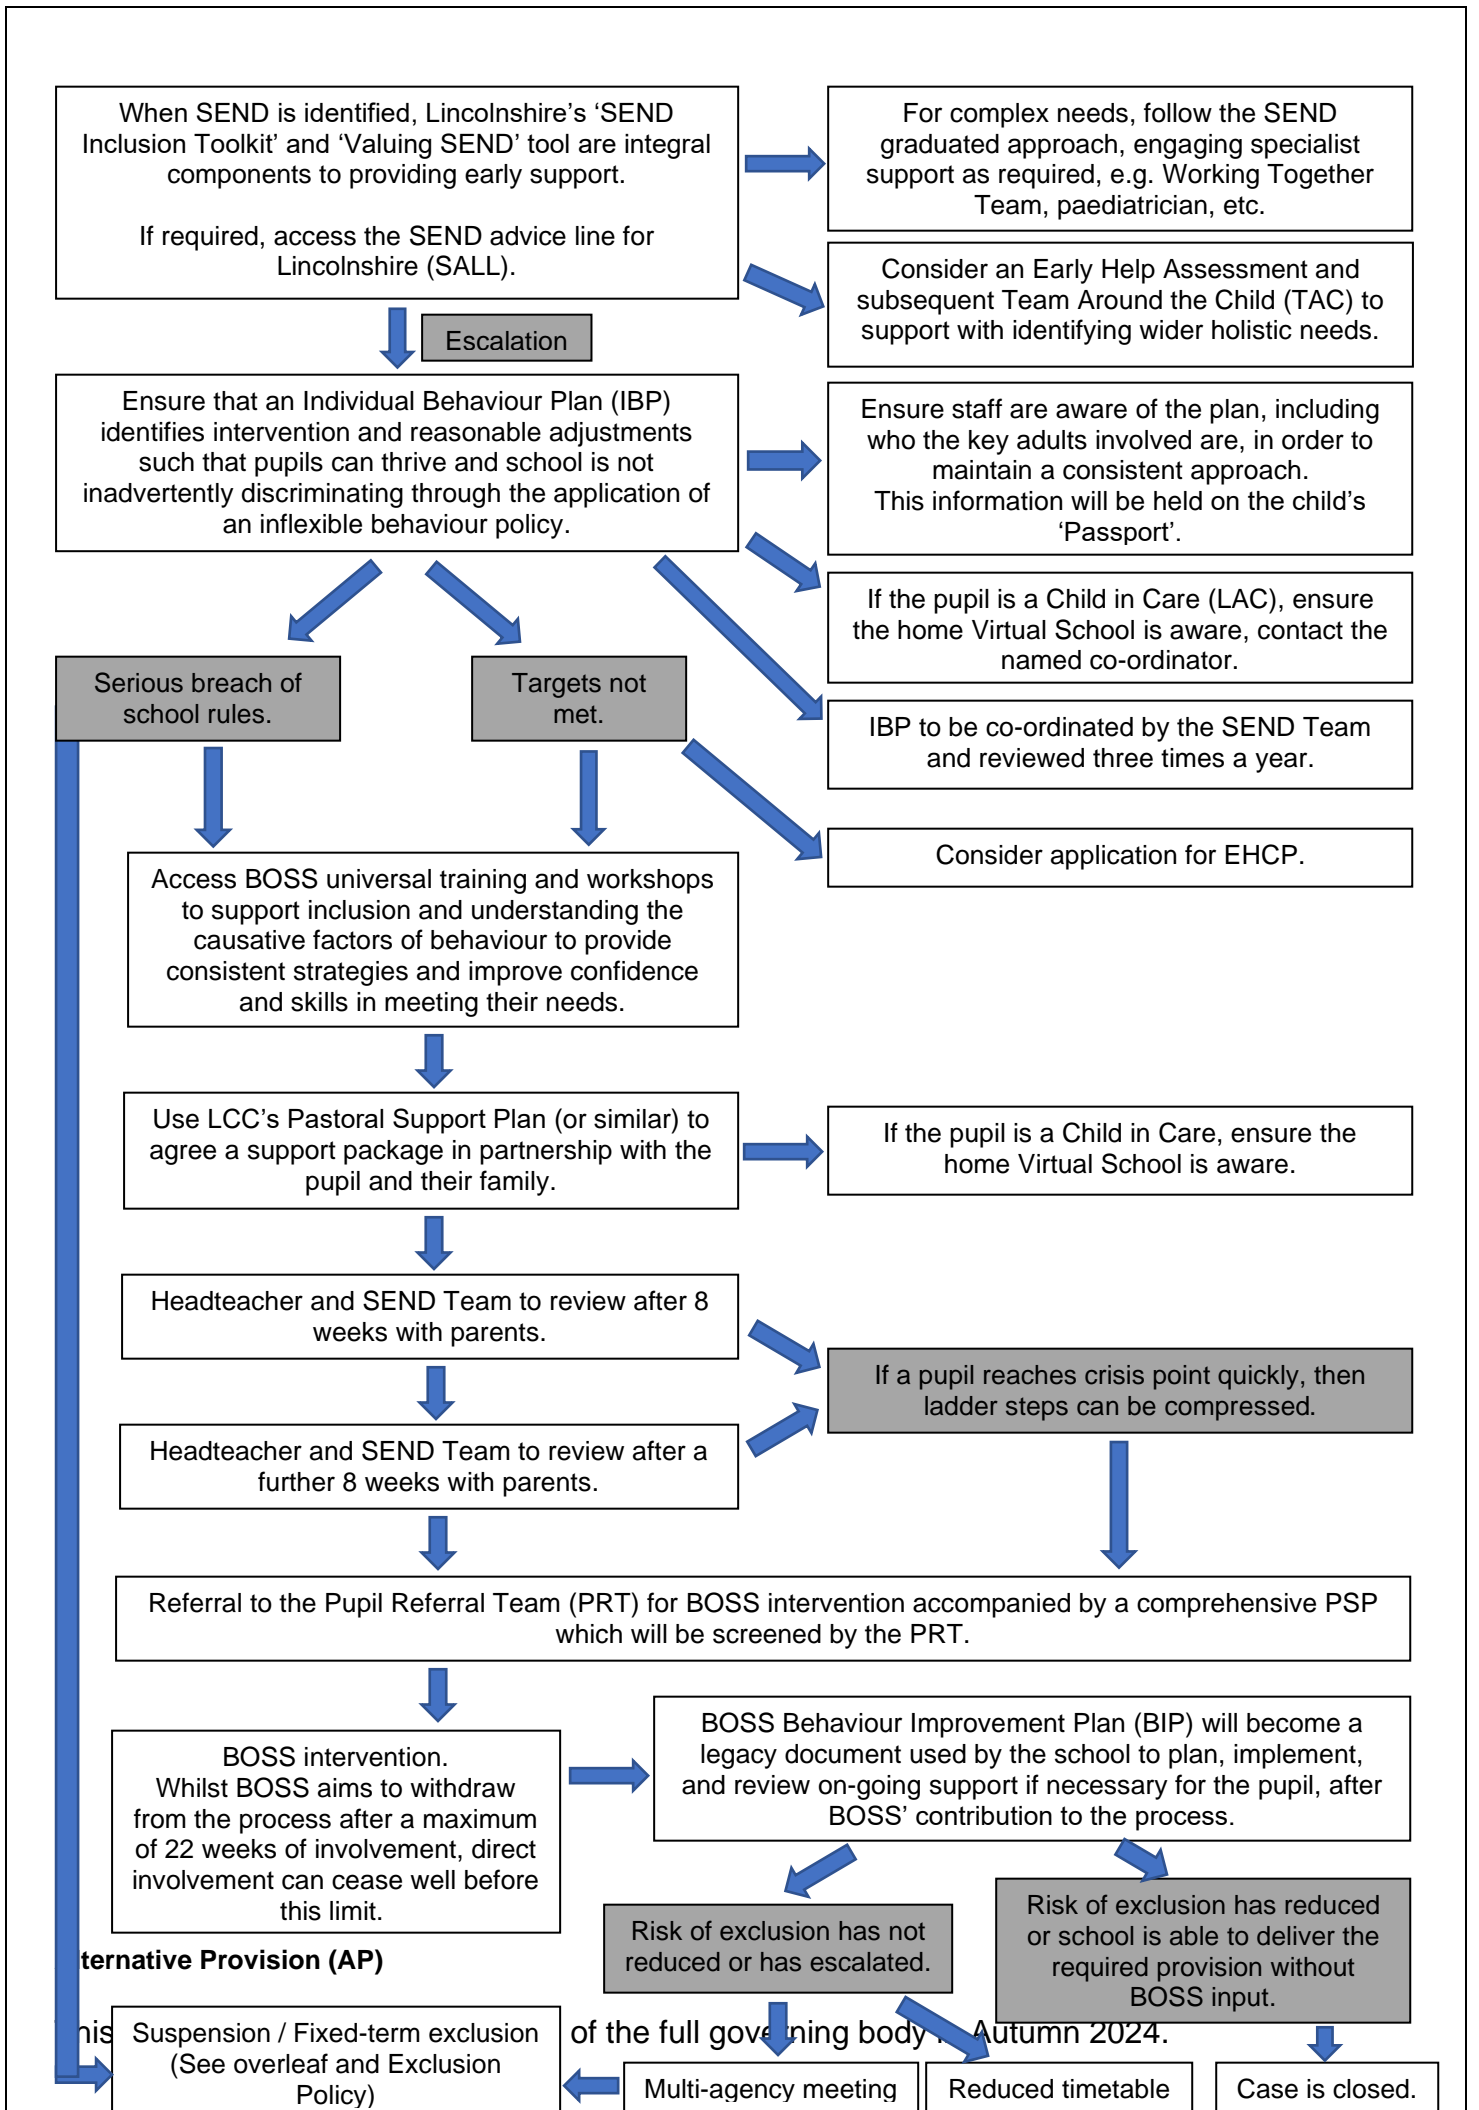 When SEND is identified, Lincolnshire's 'SEND
Inclusion Toolkit' and 'Valuing SEND' tool are integral
components to providing early support.
If required, access the SEND advice line for
Lincolnshire (SALL).
For complex needs, follow the SEND
graduated approach, engaging specialist
support as required, e.g. Working Together
Team, paediatrician, etc.
Consider an Early Help Assessment and
subsequent Team Around the Child (TAC) to
support with identifying wider holistic needs.
Escalation
Ensure that an Individual Behaviour Plan (IBP)
identifies intervention and reasonable adjustments
such that pupils can thrive and school is not
inadvertently discriminating through the application of
an inflexible behaviour policy.
Ensure staff are aware of the plan, including
who the key adults involved are, in order to
maintain a consistent approach.
This information will be held on the child's
'Passport'.
If the pupil is a Child in Care (LAC), ensure
the home Virtual School is aware, contact the
named co-ordinator.
Serious breach of
school rules.
Targets not
met.
IBP to be co-ordinated by the SEND Team
and reviewed three times a year.
Consider application for EHCP.
Access BOSS universal training and workshops
to support inclusion and understanding the
causative factors of behaviour to provide
consistent strategies and improve confidence
and skills in meeting their needs.
Use LCC's Pastoral Support Plan (or similar) to
agree a support package in partnership with the
pupil and their family.
If the pupil is a Child in Care, ensure the
home Virtual School is aware.
Headteacher and SEND Team to review after 8
weeks with parents.
If a pupil reaches crisis point quickly, then
ladder steps can be compressed.
Headteacher and SEND Team to review after a
further 8 weeks with parents.
Referral to the Pupil Referral Team (PRT) for BOSS intervention accompanied by a comprehensive PSP
which will be screened by the PRT.
BOSS intervention.
Whilst BOSS aims to withdraw
from the process after a maximum
of 22 weeks of involvement, direct
involvement can cease well before
this limit.
BOSS Behaviour Improvement Plan (BIP) will become a
legacy document used by the school to plan, implement,
and review on-going support if necessary for the pupil, after
BOSS' contribution to the process.
Risk of exclusion has not
reduced or has escalated.
Risk of exclusion has reduced
or school is able to deliver the
required provision without
BOSS input.
ternative Provision (AP)
his of the full governing body Autumn 2024.
Suspension / Fixed-term exclusion
(See overleaf and Exclusion
Policy)
Multi-agency meeting
Reduced timetable
Case is closed.